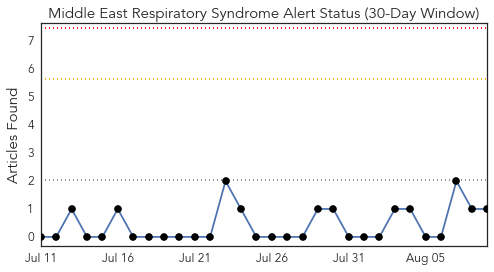 Middle East Respiratory Syndrome Alert Status (30-Day Window)
Articles Found
7
6
5
4
3
2
1
0
Jul 11
Jul 16
Jul 21
Jul 26
Jul 31
Aug 05